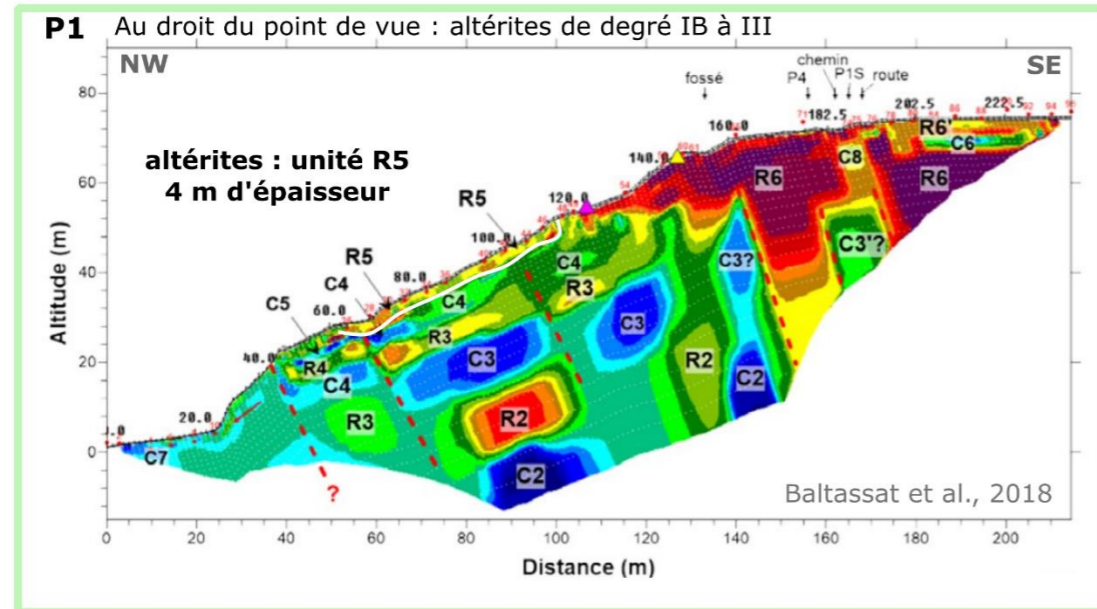 P1 Au droit du point de vue : altérites de degré IB à III
NW
SE
chemin
fossé P4 P1S route
202.5 222.5
182.5
160.0
140.0
120.0
100.0
80.0
60.0
40.0
20.0
altérites : unité R5
4 m d'épaisseur
R5
R5
C4
C5
R4
C4
C4
R3
R3
C3
R2
C2
C7
C4
R3
C3
R2
C3?
C2
R6
C8
C3'?
R6'
C6
R6
?
Baltassat et al., 2018
Altitude (m)
80
60
40
20
0
0 20 40 60 80 100 120 140 160 180 200
Distance (m)